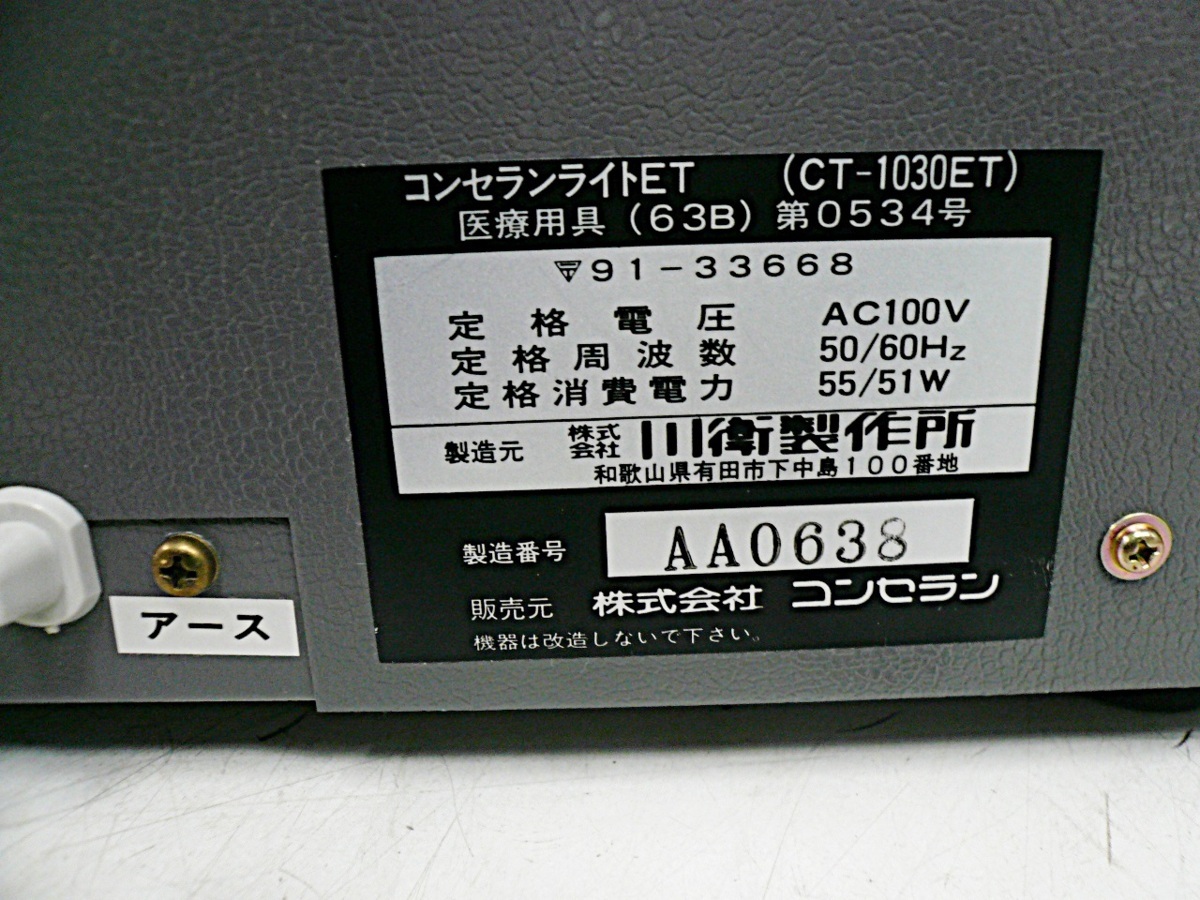 コンセランライトET (CT-1030ET)
医療用具(63B)第0534号
91-33668
定格電圧 AC100V
定格周波数 50/60Hz
定格消費電力 55/51W
製造元 株式会社 川衛製作所
和歌山県有田市下中島100番地
製造番号 AA0638
販売元 株式会社 コンセラン
機器は改造しないで下さい。
アース